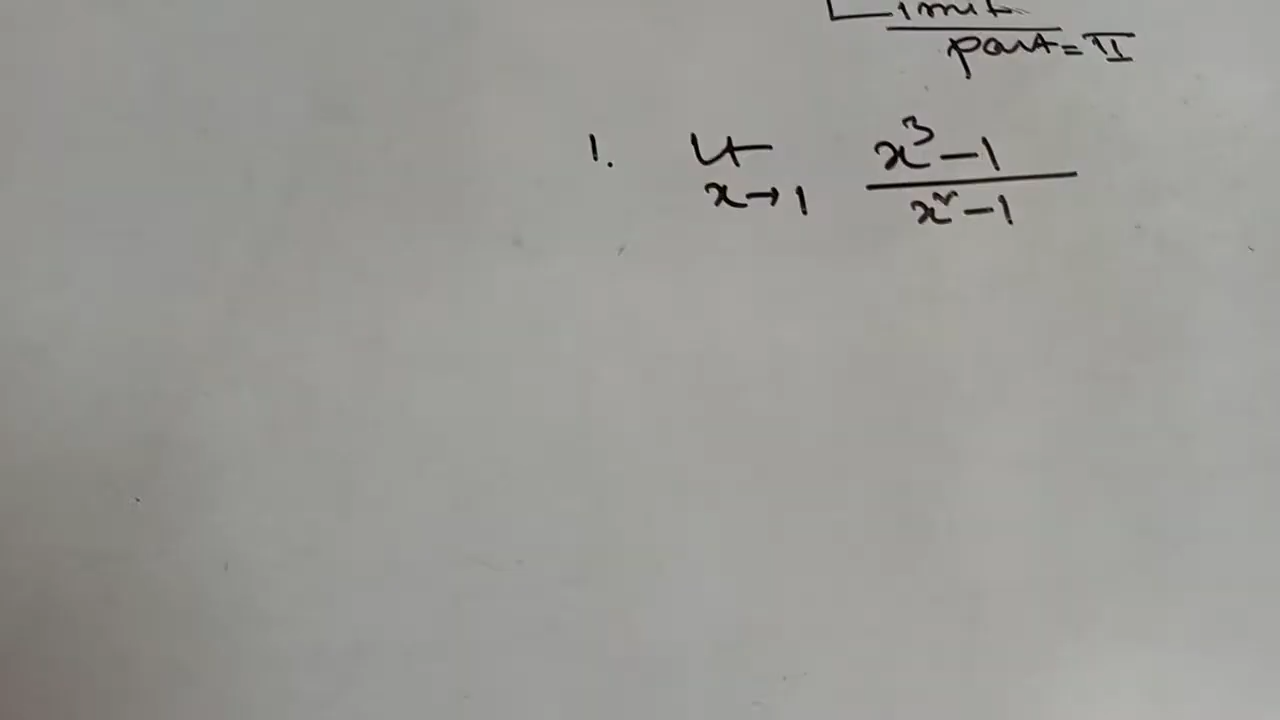 Limit
part = II
1. Lt x→1 x³-1 / x²-1